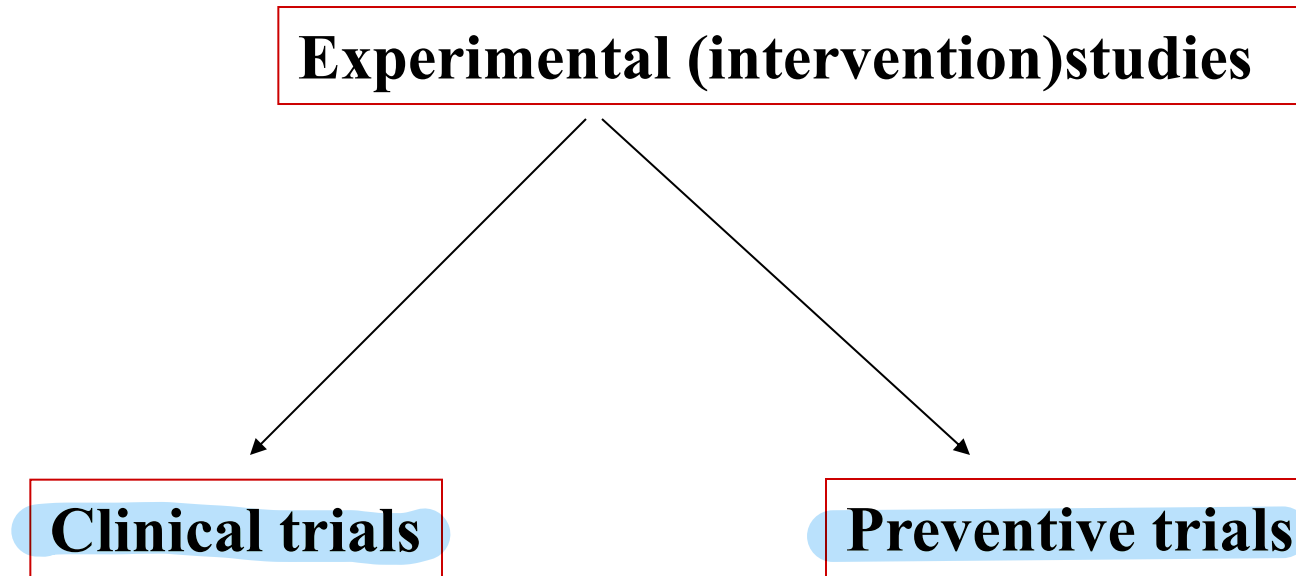 Experimental (intervention)studies
Clinical trials
Preventive trials